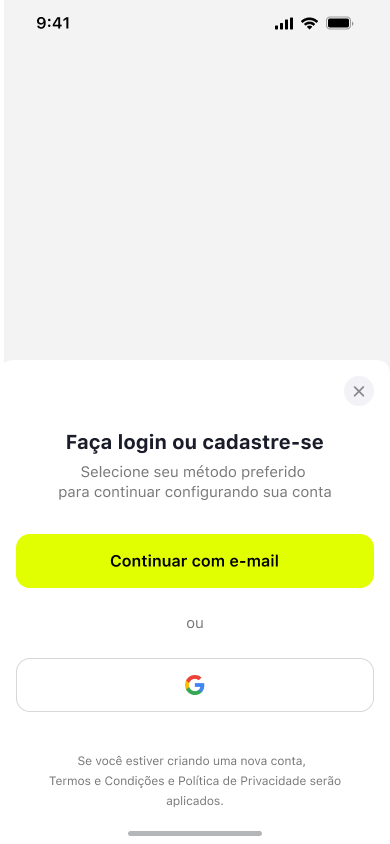 9:41
Faça login ou cadastre-se
Selecione seu método preferido
para continuar configurando sua conta
Continuar com e-mail
ou
Se você estiver criando uma nova conta,
Termos e Condições e Política de Privacidade serão
aplicados.